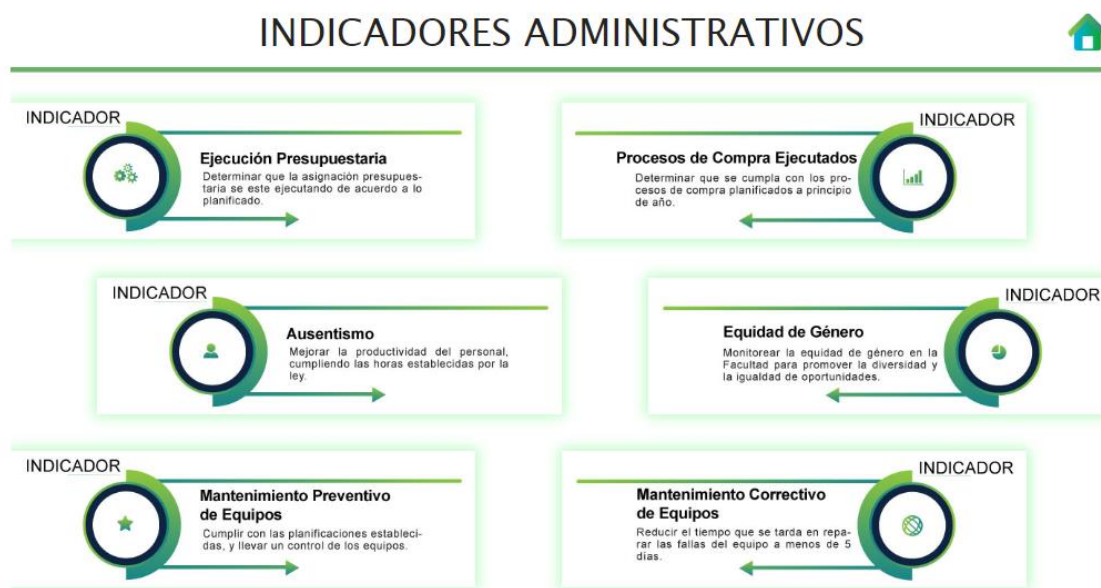 INDICADORES ADMINISTRATIVOS
INDICADOR
Ejecución Presupuestaria
Determinar que la asignación presupues-
taria se este ejecutando de acuerdo a lo
planificado.
INDICADOR
Procesos de Compra Ejecutados
Determinar que se cumpla con los pro-
cesos de compra planificados a principio
de año.
INDICADOR
Ausentismo
Mejorar la productividad del personal,
cumpliendo las horas establecidas por la
ley.
INDICADOR
Equidad de Género
Monitorear la equidad de género en la
Facultad para promover la diversidad y
la igualdad de oportunidades.
INDICADOR
Mantenimiento Preventivo
de Equipos
Cumplir con las planificaciones estableci-
das, y llevar un control de los equipos.
INDICADOR
Mantenimiento Correctivo
de Equipos
Reducir el tiempo que se tarda en repa-
rar las fallas del equipo a menos de 5
días.